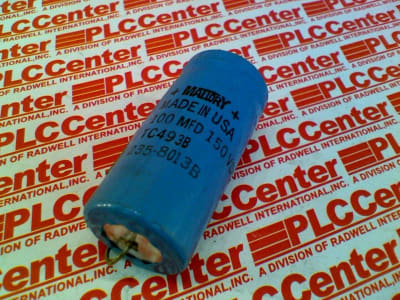 + MALLORY +
MADE IN USA
100 MFD 150V
TC493B
235-8013B
PLCCenter
A DIVISION OF RADWELL INTERNATIONAL, INC.